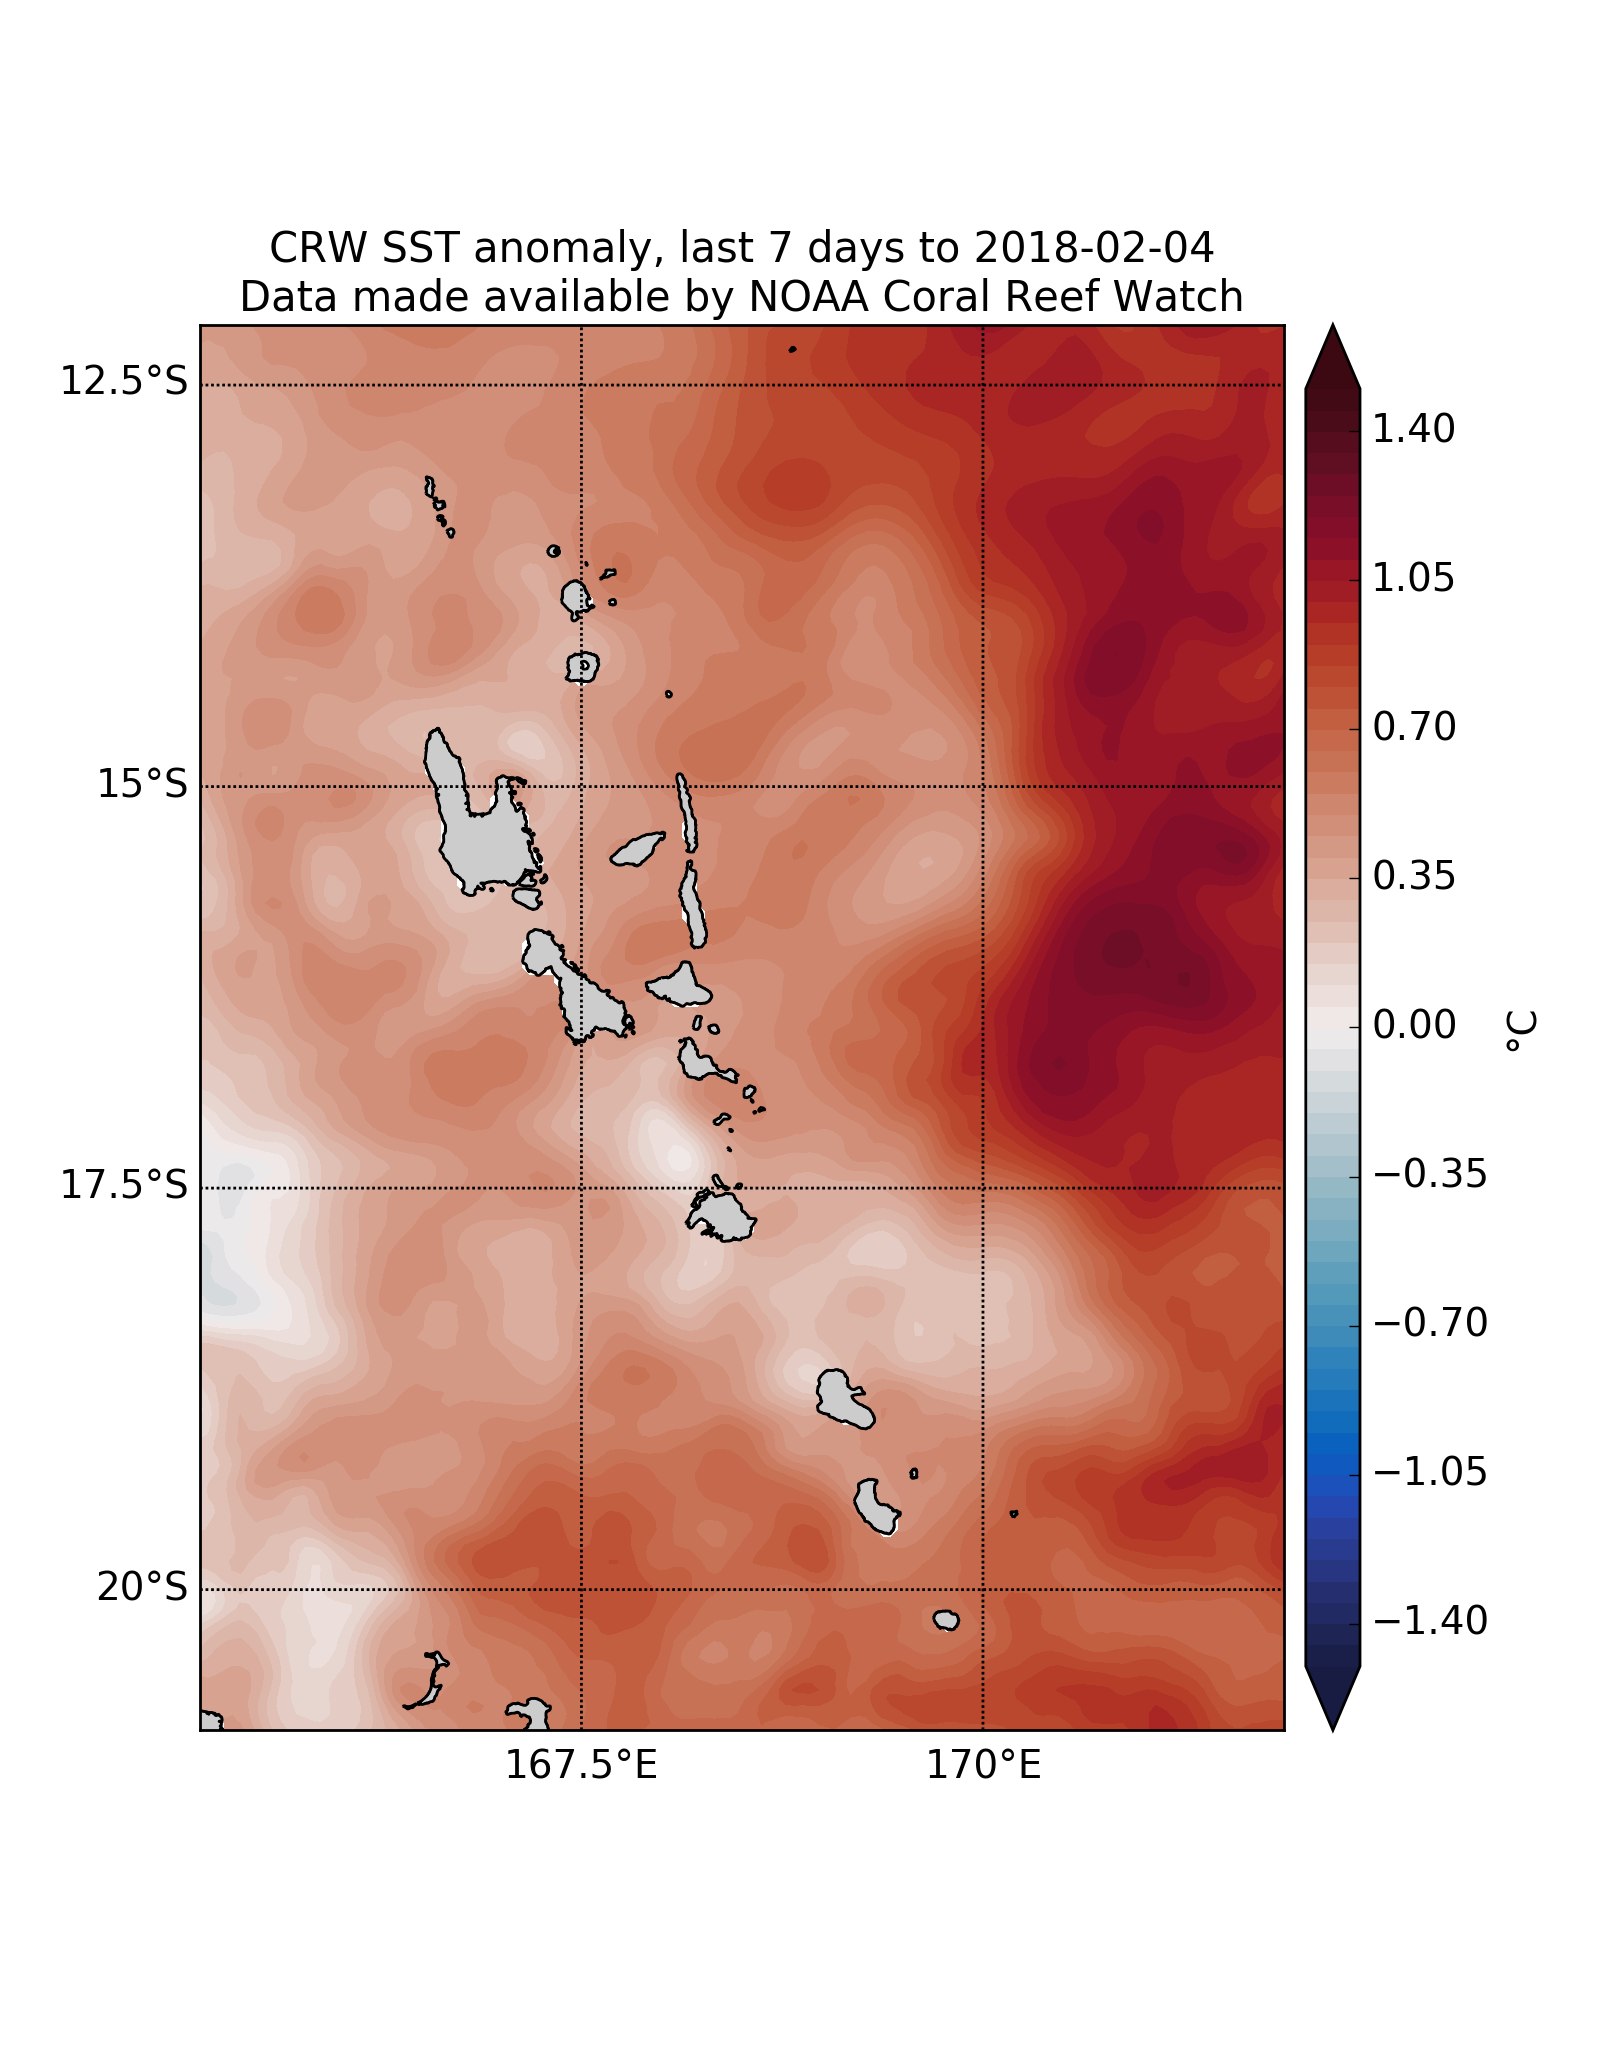 CRW SST anomaly, last 7 days to 2018-02-04
Data made available by NOAA Coral Reef Watch
12.5°S
15°S
17.5°S
20°S
167.5°E
170°E
1.40
1.05
0.70
0.35
0.00
−0.35
−0.70
−1.05
−1.40
°C